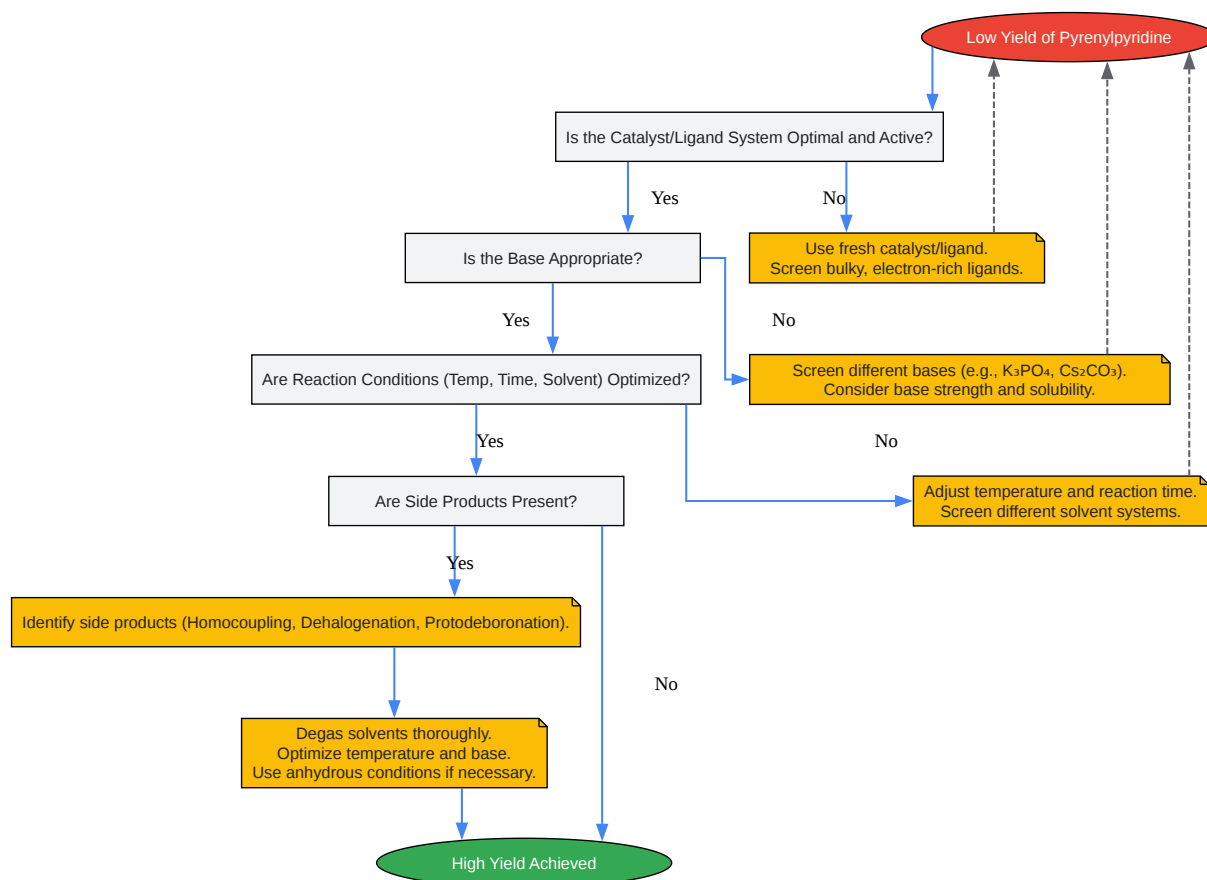 Low Yield of Pyrenylpyridine
Is the Catalyst/Ligand System Optimal and Active?
Yes
No
Is the Base Appropriate?
Use fresh catalyst/ligand.
Screen bulky, electron-rich ligands.
Yes
No
Are Reaction Conditions (Temp, Time, Solvent) Optimized?
Screen different bases (e.g., K₃PO₄, Cs₂CO₃).
Consider base strength and solubility.
Yes
No
Are Side Products Present?
Adjust temperature and reaction time.
Screen different solvent systems.
Yes
Identify side products (Homocoupling, Dehalogenation, Protodeboronation).
No
Degas solvents thoroughly.
Optimize temperature and base.
Use anhydrous conditions if necessary.
High Yield Achieved